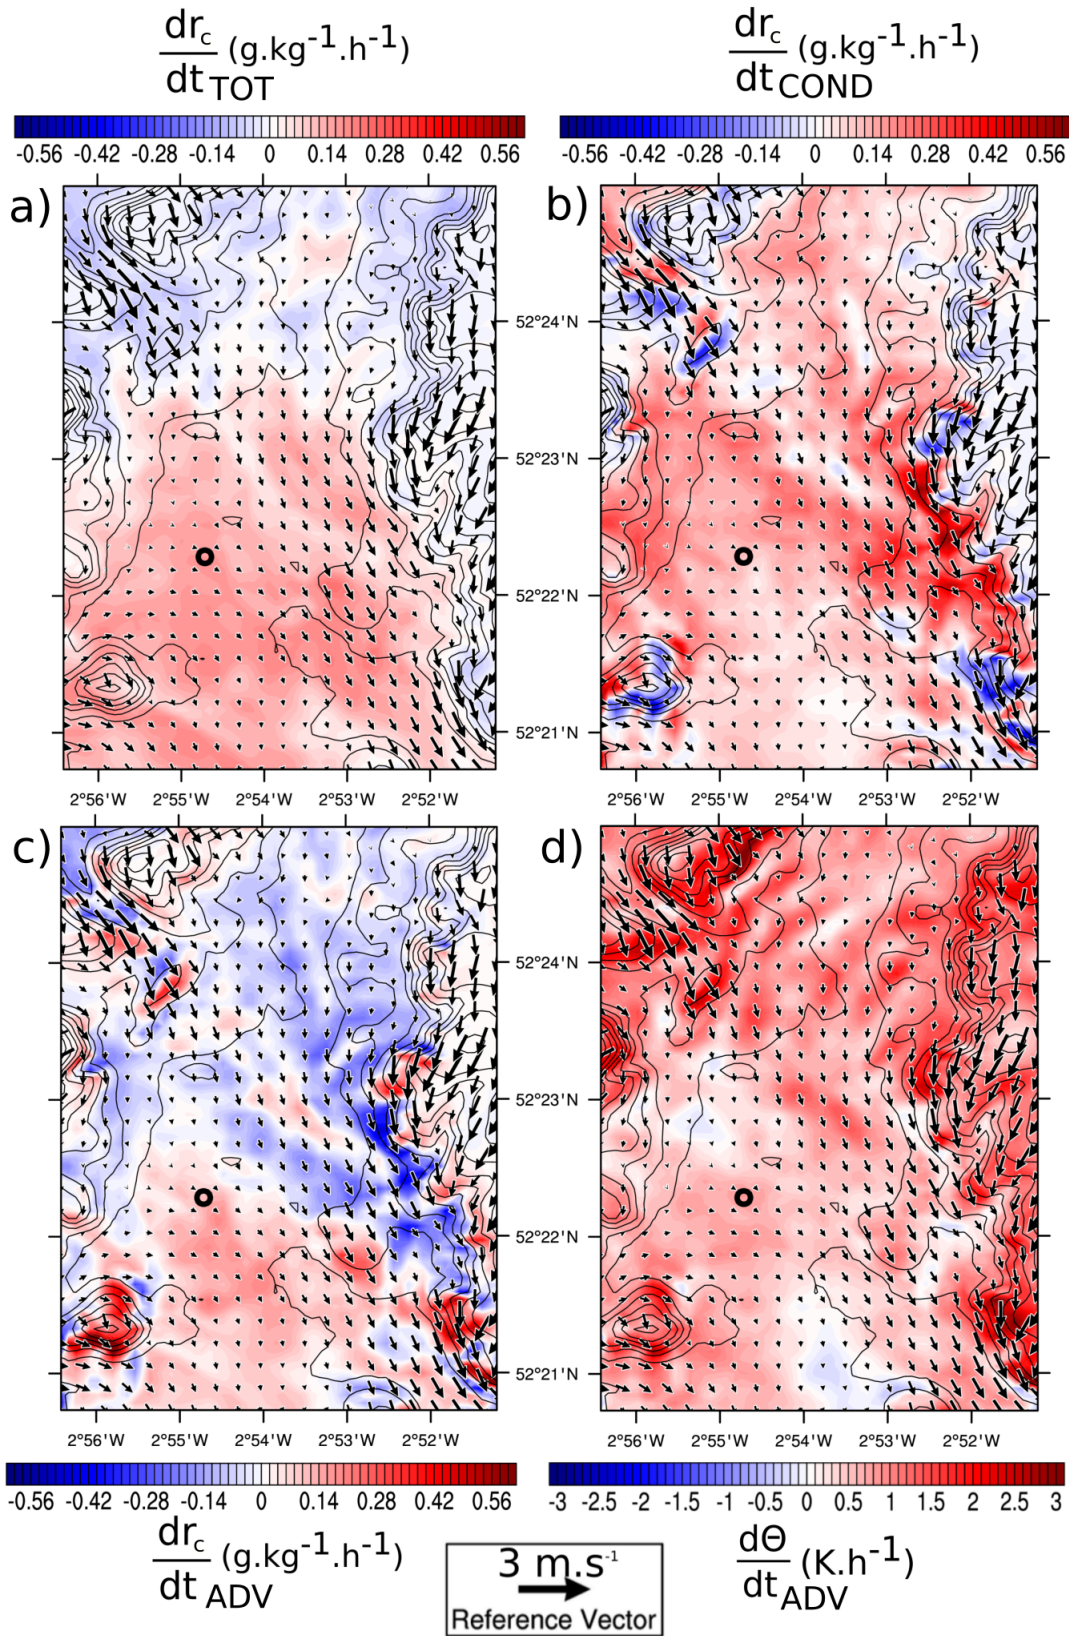 dr_c/dt_TOT (g.kg⁻¹.h⁻¹)
dr_c/dt_COND (g.kg⁻¹.h⁻¹)
-0.56 -0.42 -0.28 -0.14 0 0.14 0.28 0.42 0.56
-0.56 -0.42 -0.28 -0.14 0 0.14 0.28 0.42 0.56
a)
b)
52°24'N
52°23'N
52°22'N
52°21'N
2°56'W 2°55'W 2°54'W 2°53'W 2°52'W
2°56'W 2°55'W 2°54'W 2°53'W 2°52'W
c)
d)
52°24'N
52°23'N
52°22'N
52°21'N
2°56'W 2°55'W 2°54'W 2°53'W 2°52'W
2°56'W 2°55'W 2°54'W 2°53'W 2°52'W
-0.56 -0.42 -0.28 -0.14 0 0.14 0.28 0.42 0.56
-3 -2.5 -2 -1.5 -1 -0.5 0 0.5 1 1.5 2 2.5 3
dr_c/dt_ADV (g.kg⁻¹.h⁻¹)
3 m.s⁻¹
Reference Vector
dΘ/dt_ADV (K.h⁻¹)